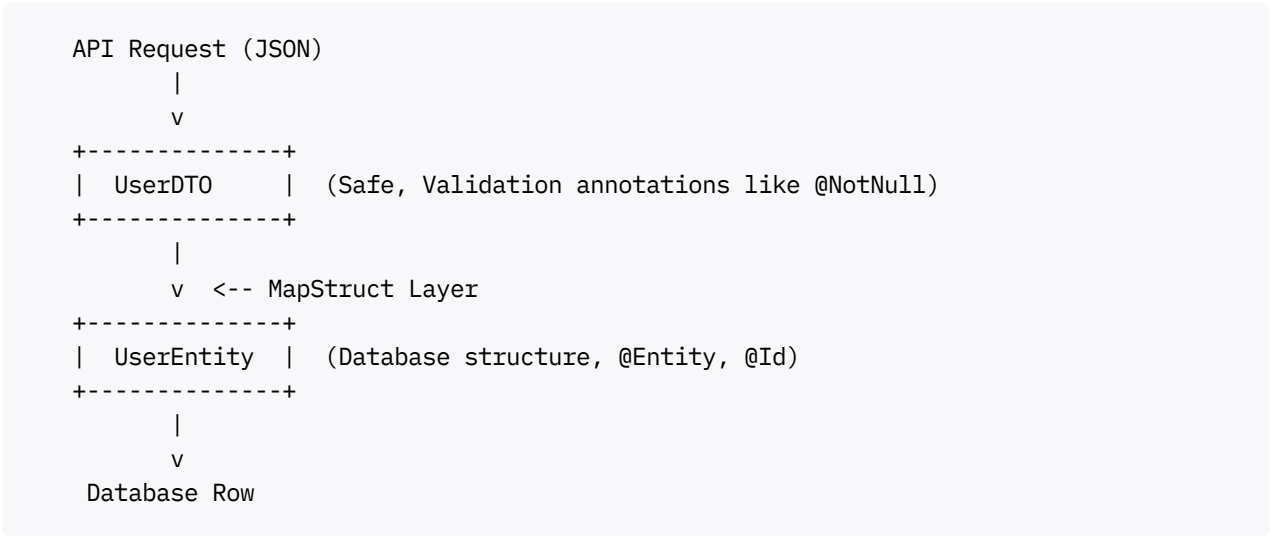 API Request (JSON)
|
v
+--------------+
|  UserDTO     |  (Safe, Validation annotations like @NotNull)
+--------------+
|
v  <-- MapStruct Layer
+--------------+
|  UserEntity  |  (Database structure, @Entity, @Id)
+--------------+
|
v
Database Row